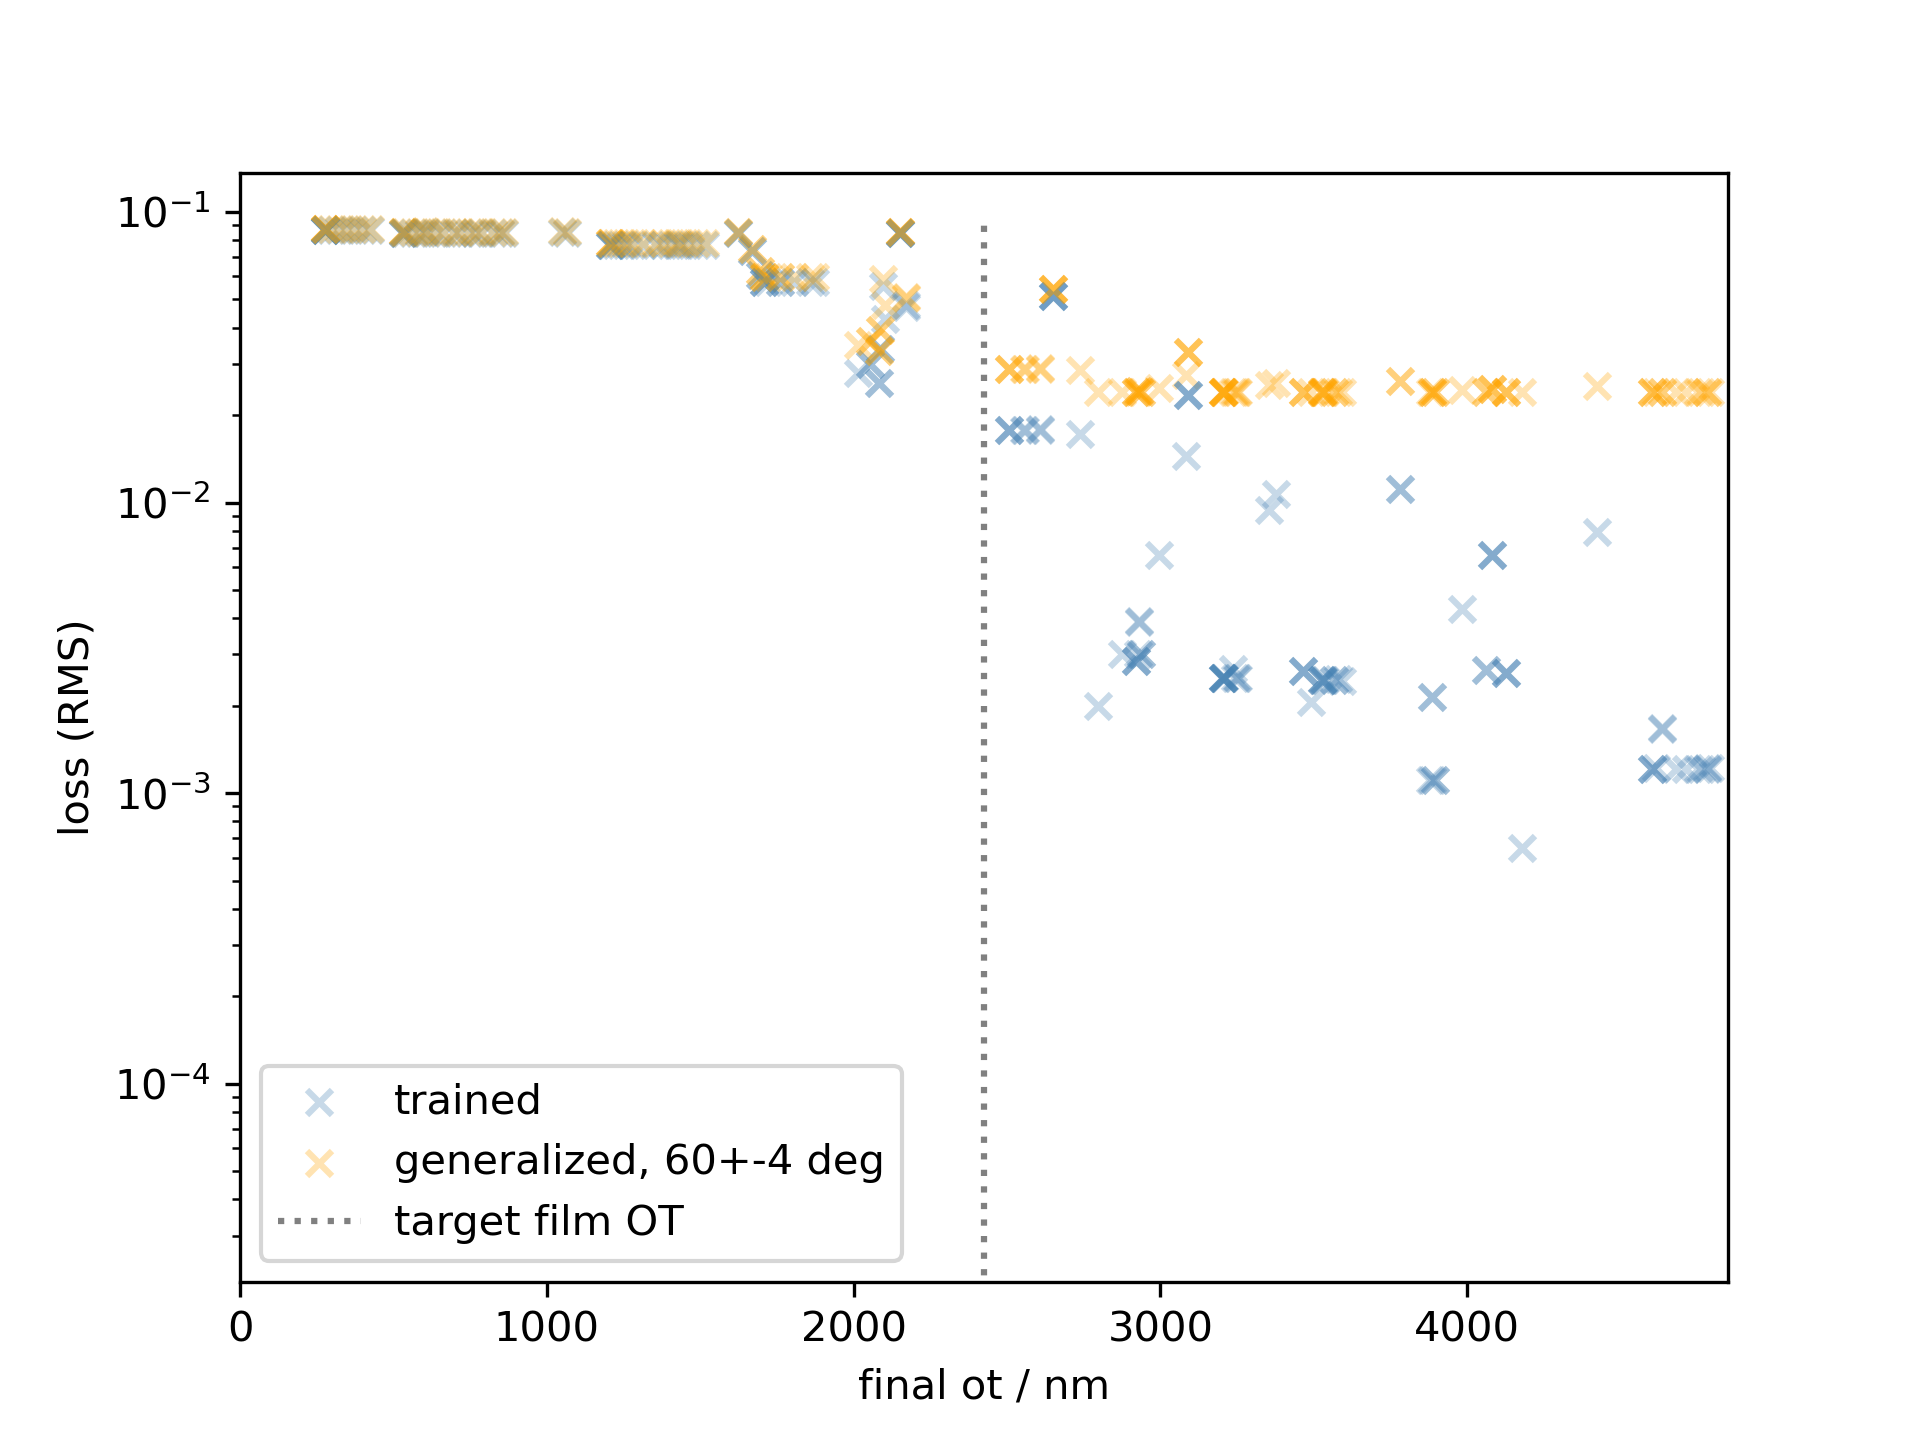 loss (RMS)
10⁻¹
10⁻²
10⁻³
10⁻⁴
trained
generalized, 60+-4 deg
target film OT
0 1000 2000 3000 4000
final ot / nm